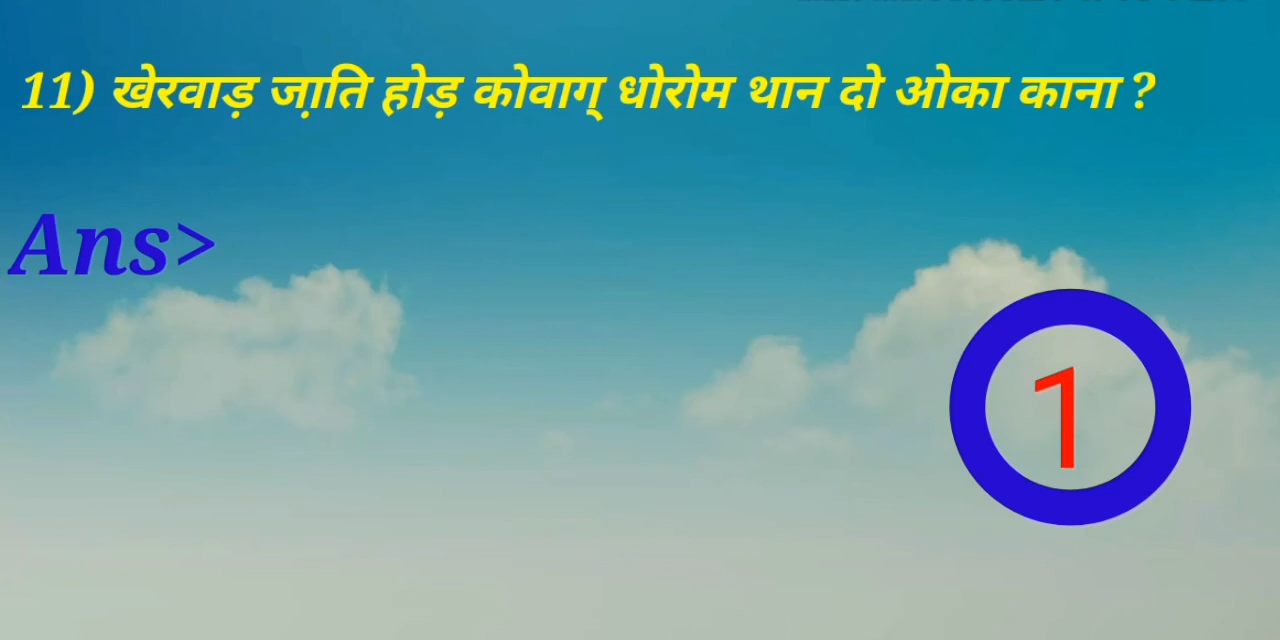 11) खेरवाड़ जा़ति होड़ कोवाग् धोरोम थान दो ओका काना ?
Ans>
1